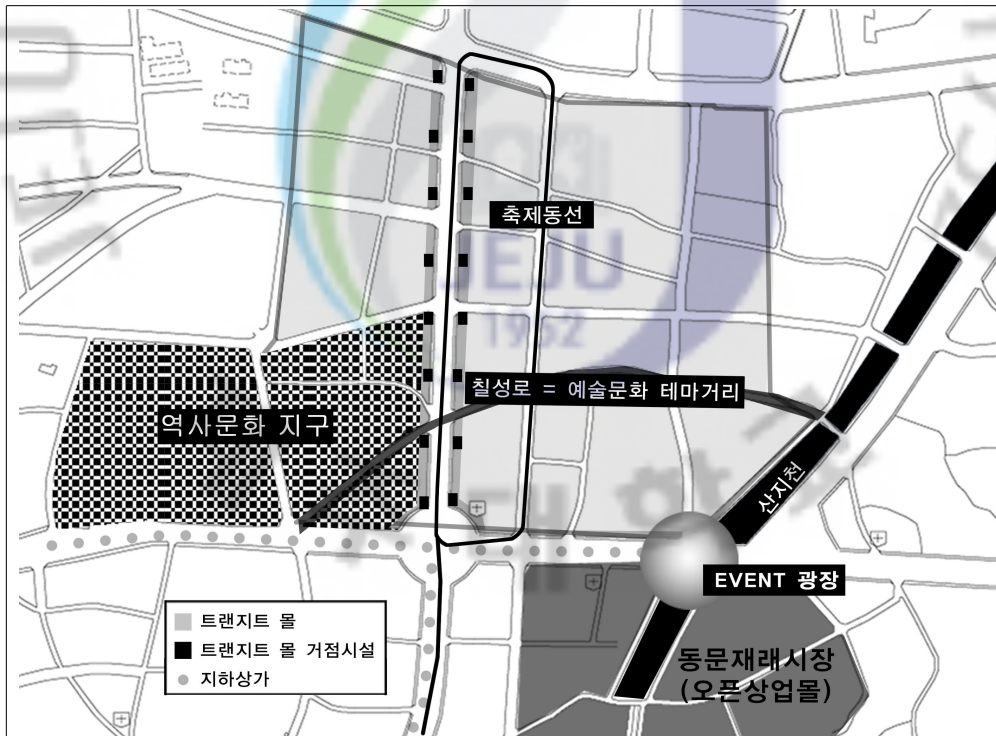 축제동선
JEJU
1952
칠성로 = 예술문화 테마거리
역사문화 지구
산지천
EVENT 광장
트랜지트 몰
트랜지트 몰 거점시설
지하상가
동문재래시장
(오픈상업몰)